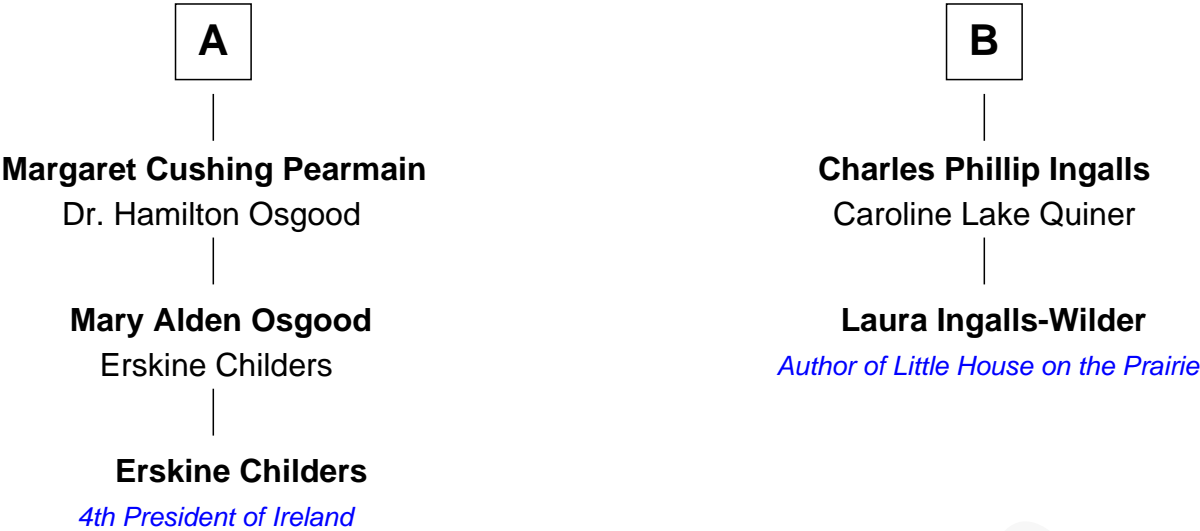 A
Margaret Cushing Pearmain
Dr. Hamilton Osgood
Mary Alden Osgood
Erskine Childers
Erskine Childers
4th President of Ireland
B
Charles Phillip Ingalls
Caroline Lake Quiner
Laura Ingalls-Wilder
Author of Little House on the Prairie